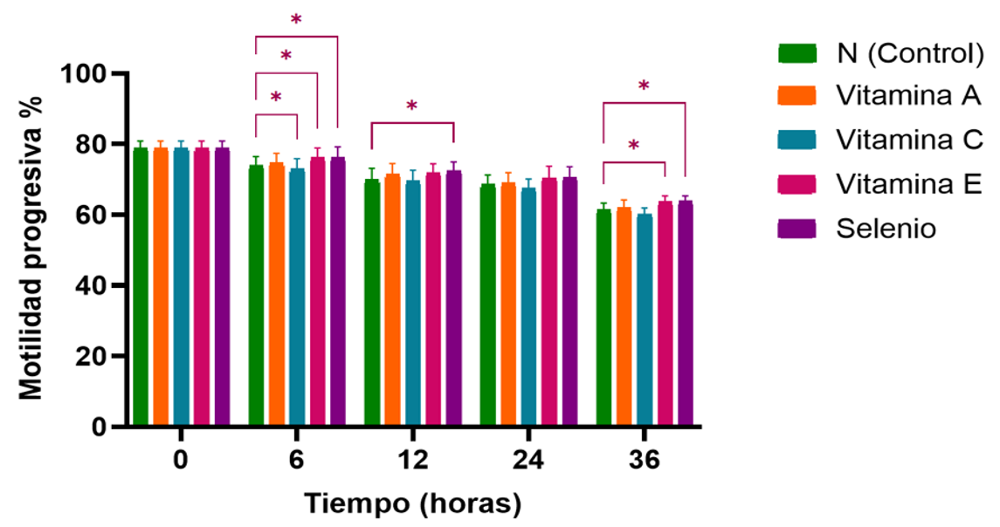 *
*
*
*
*
*
N (Control)
Vitamina A
Vitamina C
Vitamina E
Selenio
Motilidad progresiva %
100
80
60
40
20
0
0 6 12 24 36
Tiempo (horas)